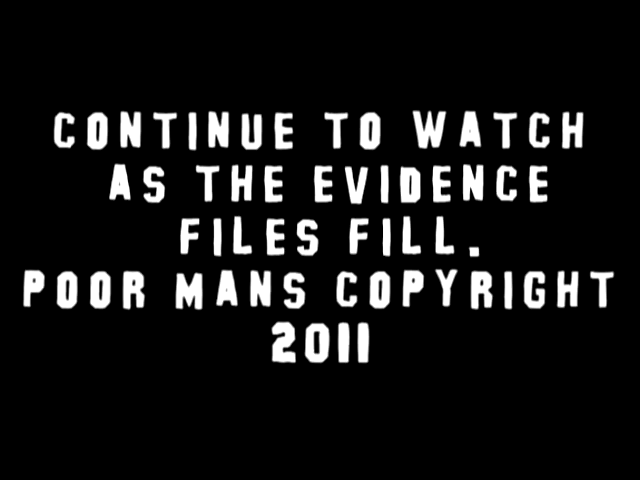 CONTINUE TO WATCH
AS THE EVIDENCE
FILES FILL.
POOR MANS COPYRIGHT
2011